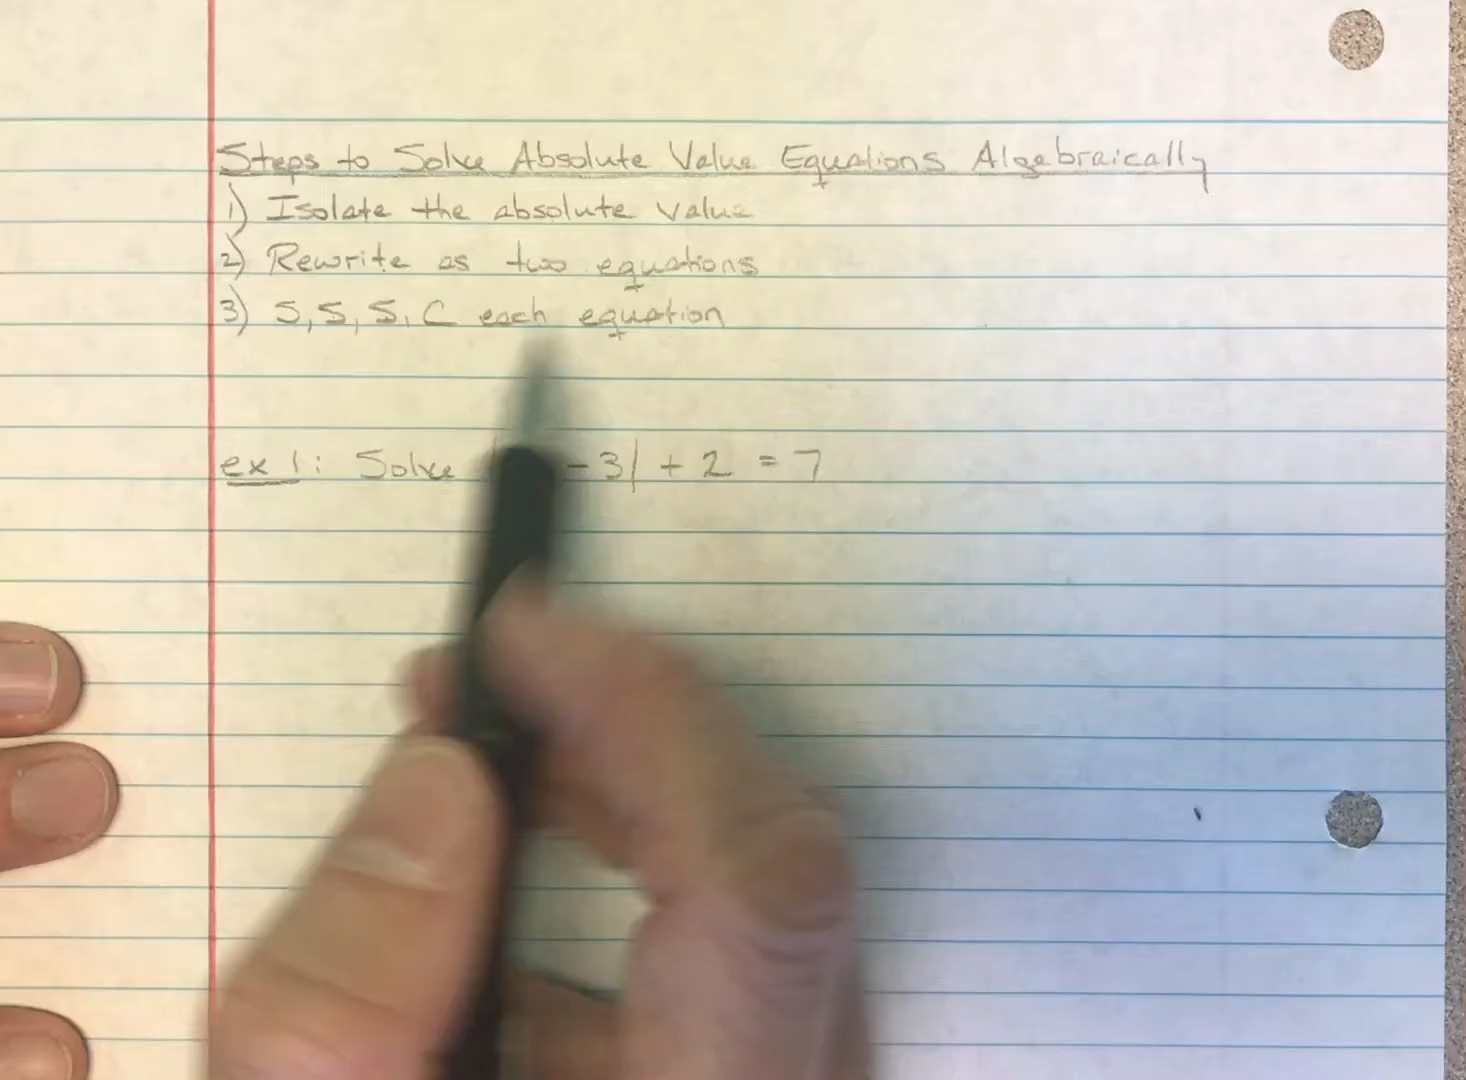 Steps to Solve Absolute Value Equations Algebraically
1) Isolate the absolute value
2) Rewrite as two equations
3) S, S, S, C each equation
ex 1: Solve | - 3| + 2 = 7